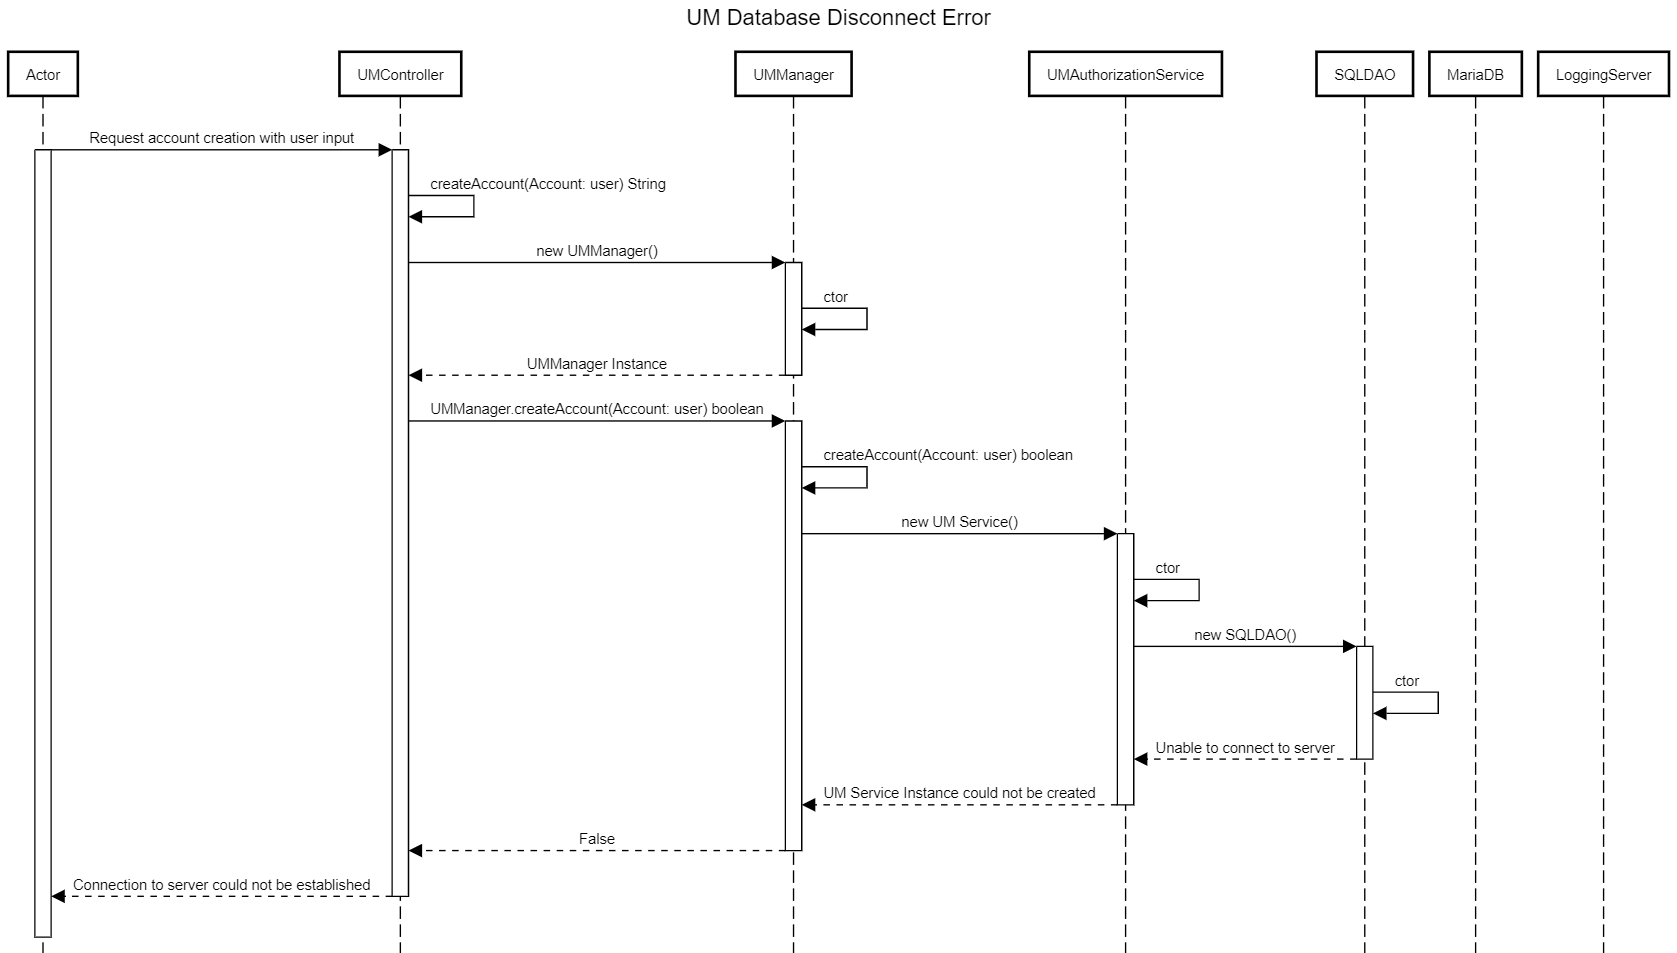 UM Database Disconnect Error
Actor
UMController
UMManager
UMAuthorizationService
SQLDAO
MariaDB
LoggingServer
Request account creation with user input
createAccount(Account: user) String
new UMManager()
ctor
UMManager Instance
UMManager.createAccount(Account: user) boolean
createAccount(Account: user) boolean
new UM Service()
ctor
new SQLDAO()
ctor
Unable to connect to server
UM Service Instance could not be created
False
Connection to server could not be established